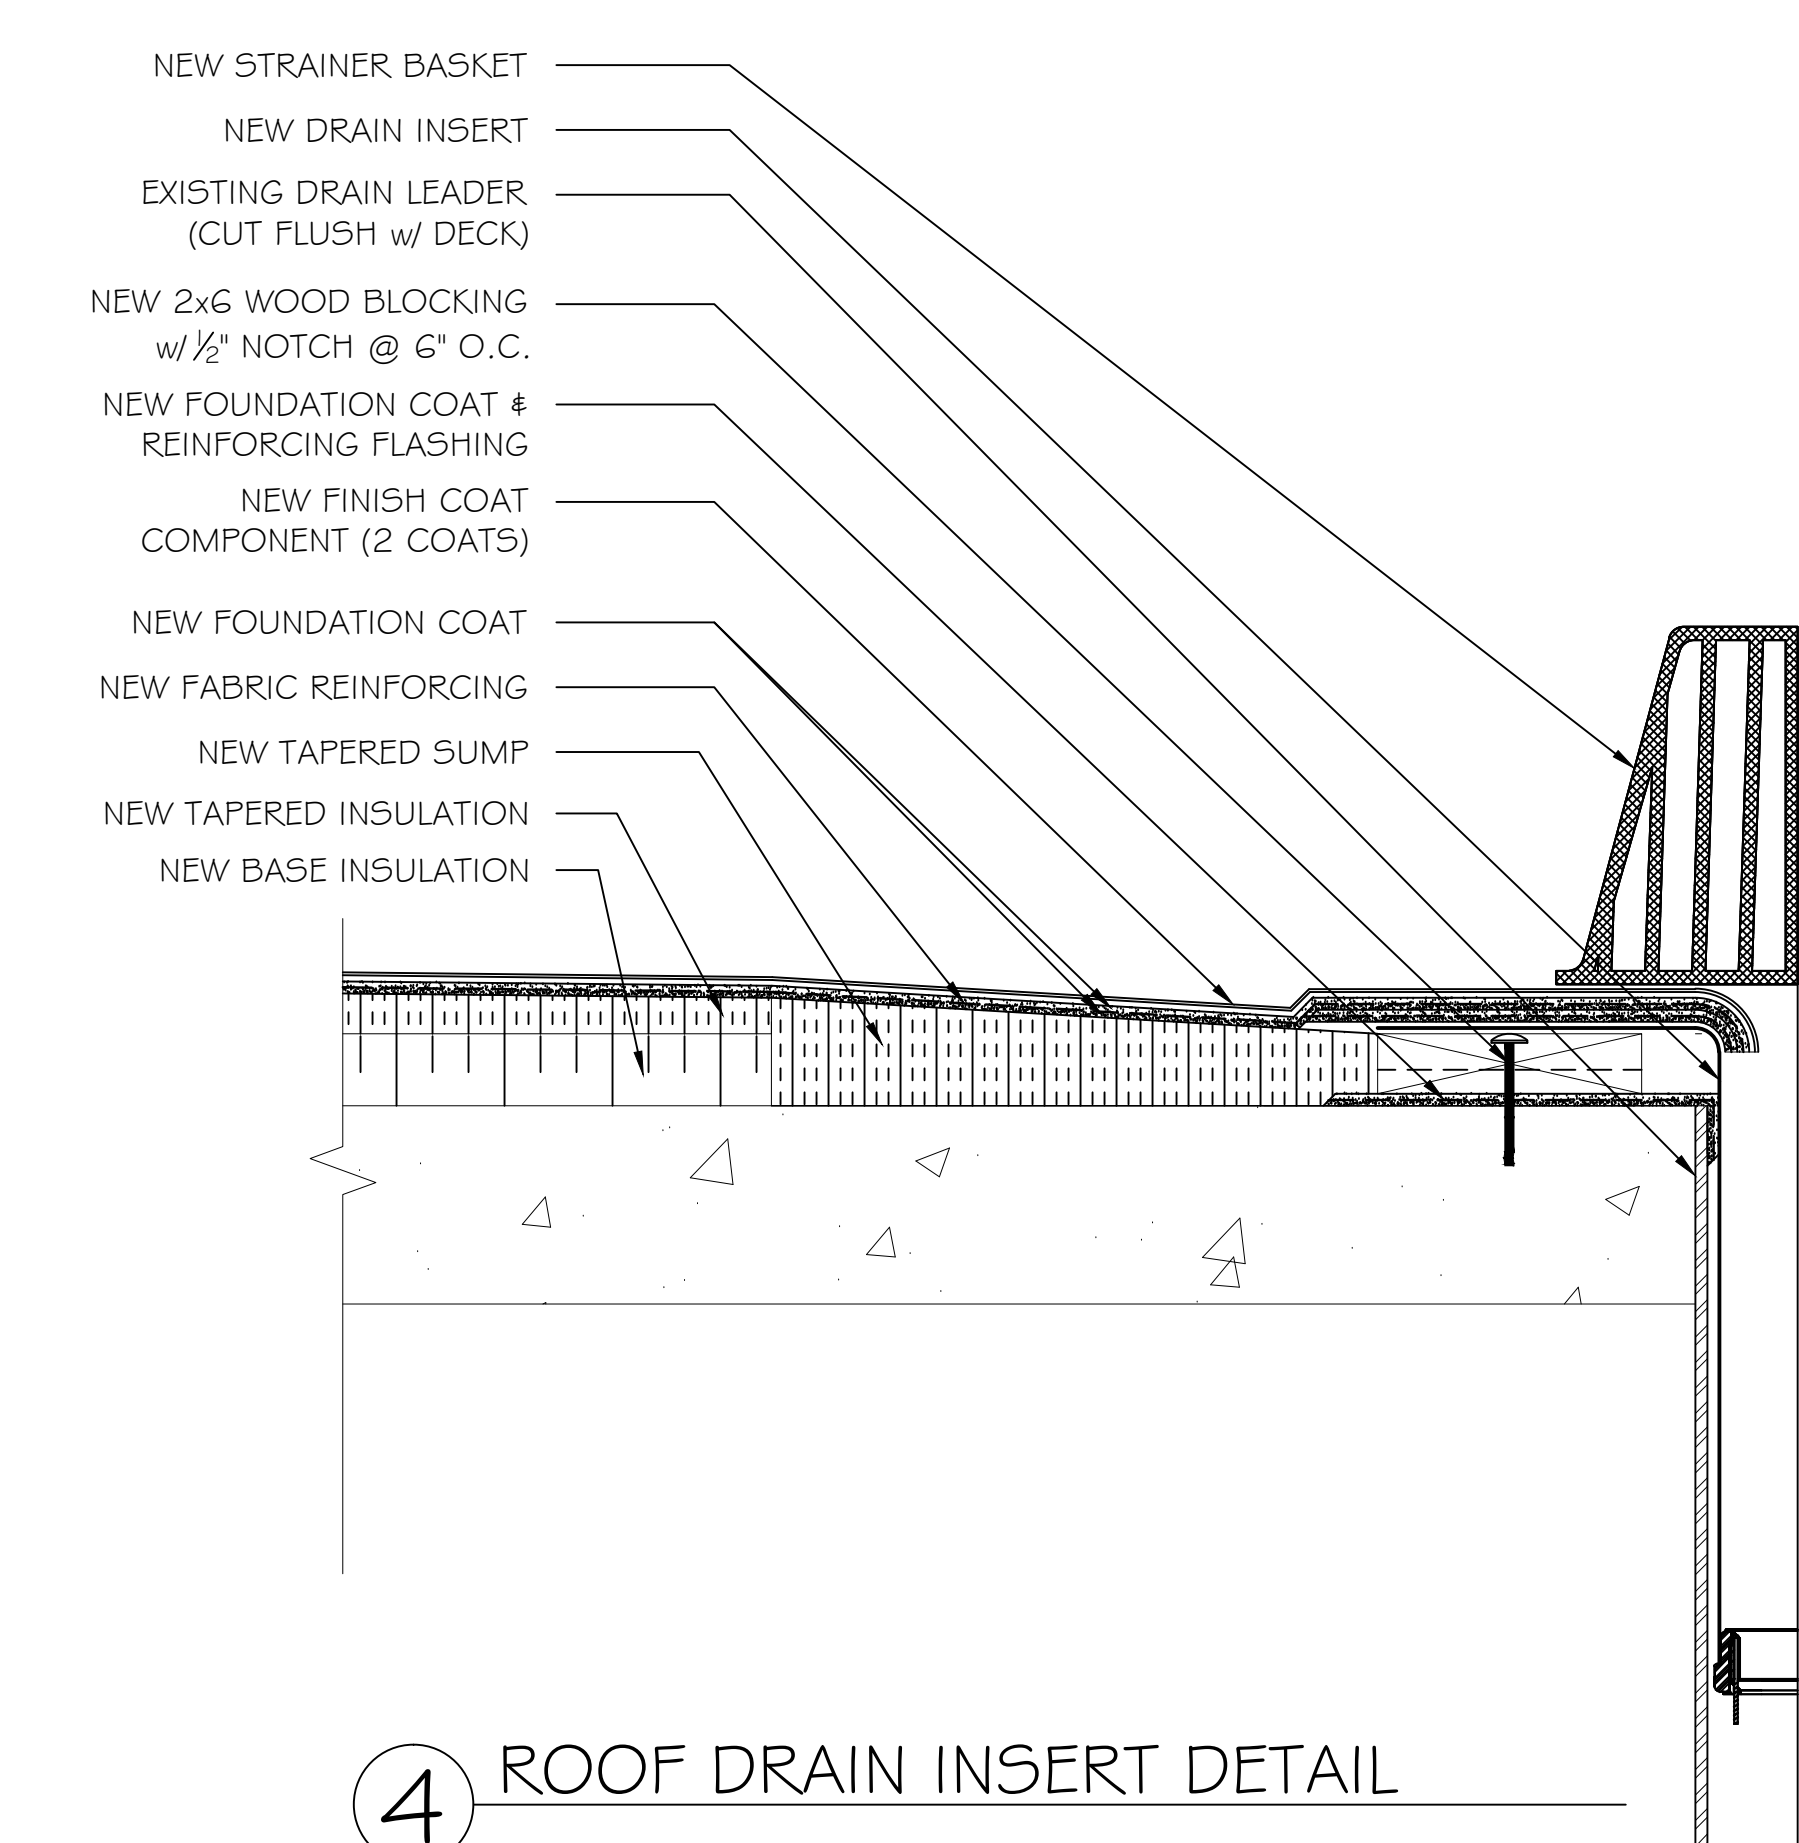 NEW STRAINER BASKET
NEW DRAIN INSERT
EXISTING DRAIN LEADER
(CUT FLUSH w/ DECK)
NEW 2x6 WOOD BLOCKING
w/ ½" NOTCH @ 6" O.C.
NEW FOUNDATION COAT &
REINFORCING FLASHING
NEW FINISH COAT
COMPONENT (2 COATS)
NEW FOUNDATION COAT
NEW FABRIC REINFORCING
NEW TAPERED SUMP
NEW TAPERED INSULATION
NEW BASE INSULATION
4 ROOF DRAIN INSERT DETAIL